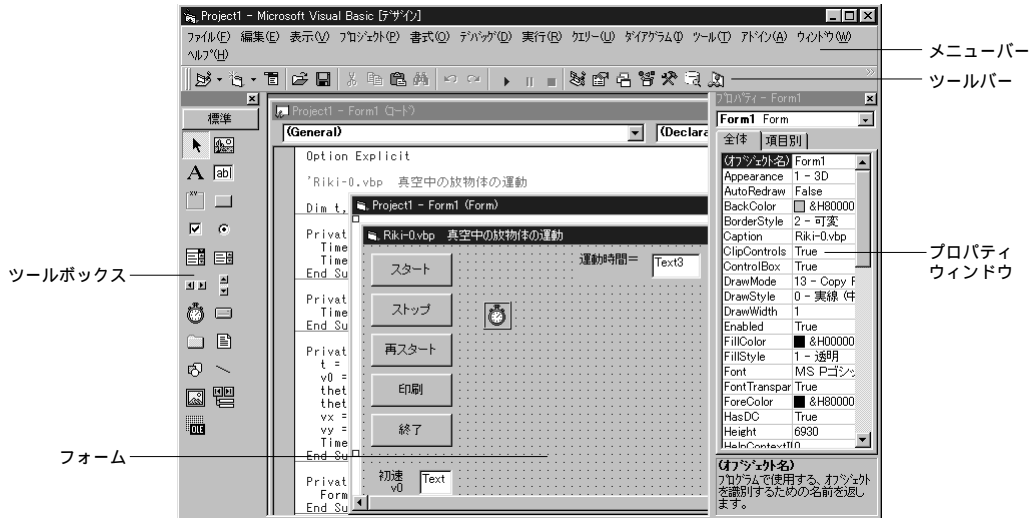 Project1 - Microsoft Visual Basic [ﾃﾞｻﾞｲﾝ]
ﾌｧｲﾙ(F) 編集(E) 表示(V) ﾌﾟﾛｼﾞｪｸﾄ(P) 書式(O) ﾃﾞﾊﾞｯｸﾞ(D) 実行(R) ｸｴﾘｰ(U) ﾀﾞｲｱｸﾞﾗﾑ(I) ﾂｰﾙ(T) ｱﾄﾞｲﾝ(A) ｳｨﾝﾄﾞｳ(W)
ﾍﾙﾌﾟ(H)
メニューバー
ツールバー
標準
A
ab
XY
OLE
ツールボックス
フォーム
Project1 - Form1 (ｺｰﾄﾞ)
(General)
(Declara
Option Explicit
'Riki-0.vbp 真空中の放物体の運動
Dim t,
Privat
Time
Time
End Su
Privat
Time
End Su
Privat
t =
v0 =
thet
thet
vx =
vy =
Time
End Su
Privat
Form
End Su
Project1 - Form1 (Form)
Riki-0.vbp 真空中の放物体の運動
スタート
運動時間＝
Text3
ストップ
再スタート
印刷
終了
初速
v0
Text
ﾌﾟﾛﾊﾟﾃｨ - Form1
Form1 Form
全体
項目別
(ｵﾌﾞｼﾞｪｸﾄ名) Form1
Appearance 1 - 3D
AutoRedraw False
BackColor &H80000
BorderStyle 2 - 可変
Caption Riki-0.vbp
ClipControls True
ControlBox True
DrawMode 13 - Copy P
DrawStyle 0 - 実線 (中
DrawWidth 1
Enabled True
FillColor &H00000
FillStyle 1 - 透明
Font MS Pゴシッ
FontTranspar True
ForeColor &H80000
HasDC True
Height 6930
HelpContextI 0
(ｵﾌﾞｼﾞｪｸﾄ名)
ﾌﾟﾛｸﾞﾗﾑで使用する、ｵﾌﾞｼﾞｪｸﾄ
を識別するための名前を返し
ます。
プロパティ
ウィンドウ